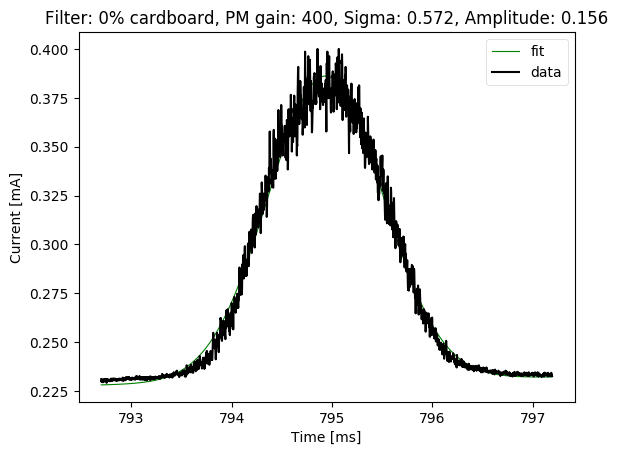 Filter: 0% cardboard, PM gain: 400, Sigma: 0.572, Amplitude: 0.156
fit
data
0.400
0.375
0.350
0.325
0.300
0.275
0.250
0.225
Current [mA]
793
794
795
796
797
Time [ms]